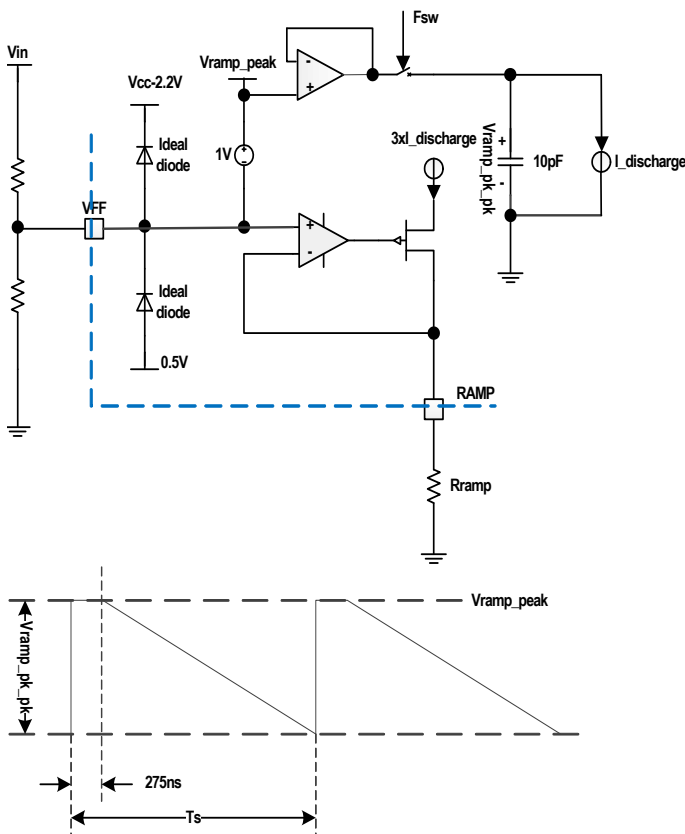 Fsw
Vin
Vramp_peak
Vcc-2.2V
-
+
Ideal
diode
1V
+
-
3xI_discharge
Vramp_pk_pk
+
-
10pF
I_discharge
VFF
+
-
Ideal
diode
0.5V
RAMP
Rramp
Vramp_peak
Vramp_pk_pk
275ns
Ts